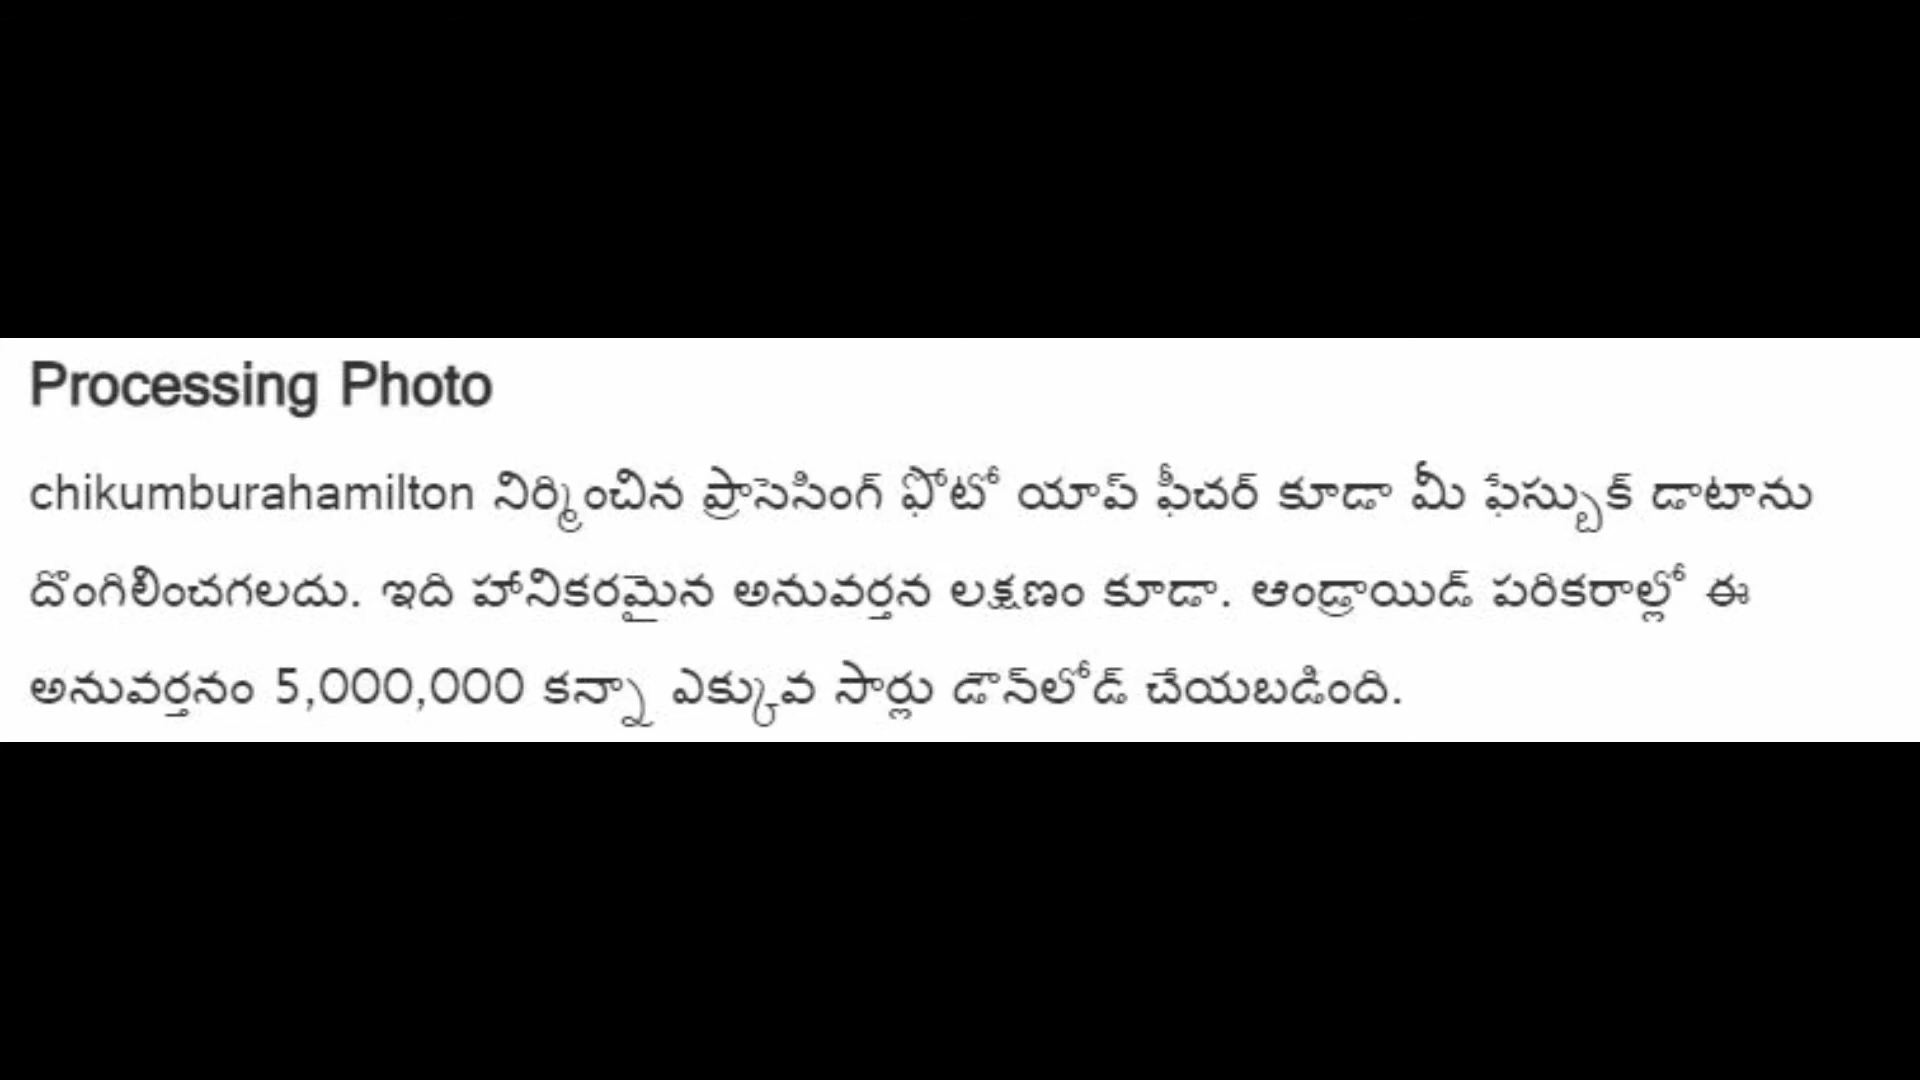 Processing Photo
chikumburahamilton నిర్మించిన ప్రాసెసింగ్ ఫోటో యాప్ ఫీచర్ కూడా మీ ఫేస్బుక్ డాటాను
దొంగిలించగలదు. ఇది హానికరమైన అనువర్తన లక్షణం కూడా. ఆండ్రాయిడ్ పరికరాల్లో ఈ
అనువర్తనం 5,000,000 కన్నా ఎక్కువ సార్లు డౌన్‌లోడ్ చేయబడింది.